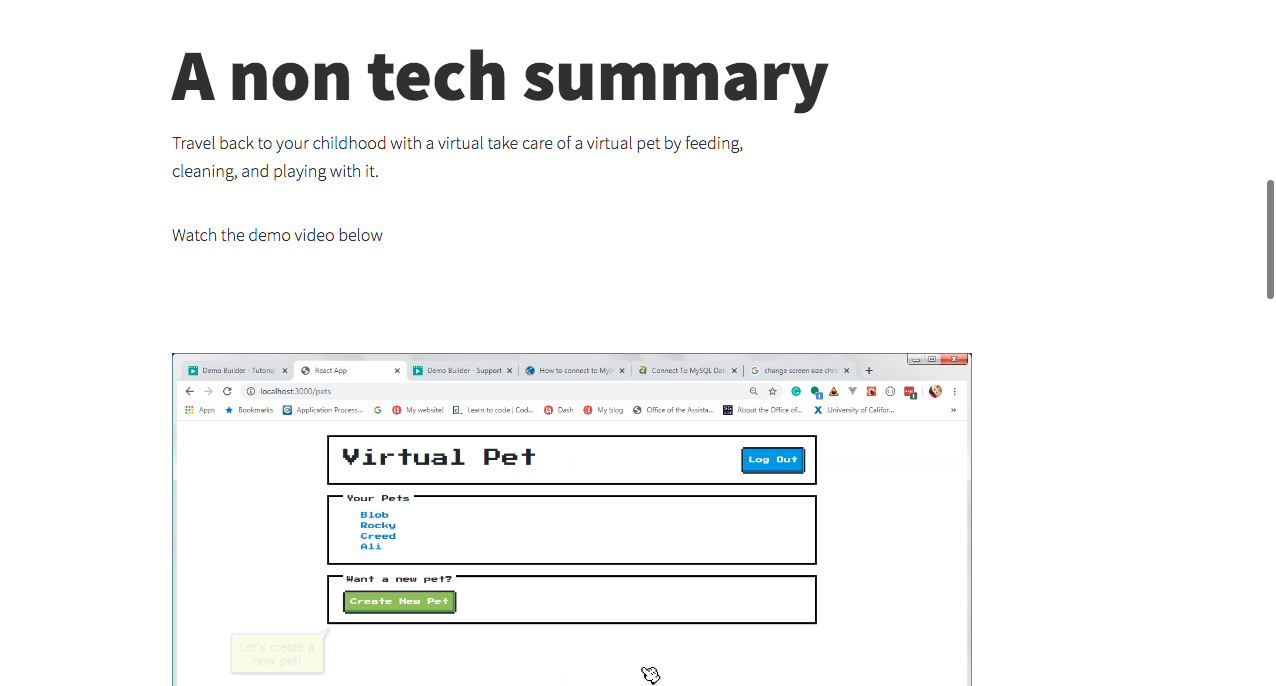 A non tech summary
Travel back to your childhood with a virtual take care of a virtual pet by feeding,
cleaning, and playing with it.
Watch the demo video below
Demo Builder - Tutorial
React App
Demo Builder - Support
How to connect to MyS
Connect To MySQL Dat
change screen size chro
localhost:3000/pets
Apps
Bookmarks
Application Process...
My website!
Learn to code | Cod...
Dash
My blog
Office of the Assista...
About the Office of...
University of Califor...
Virtual Pet
Log Out
Your Pets
Blob
Rocky
Creed
Ali
Want a new pet?
Create New Pet
Let's create a
new pet!